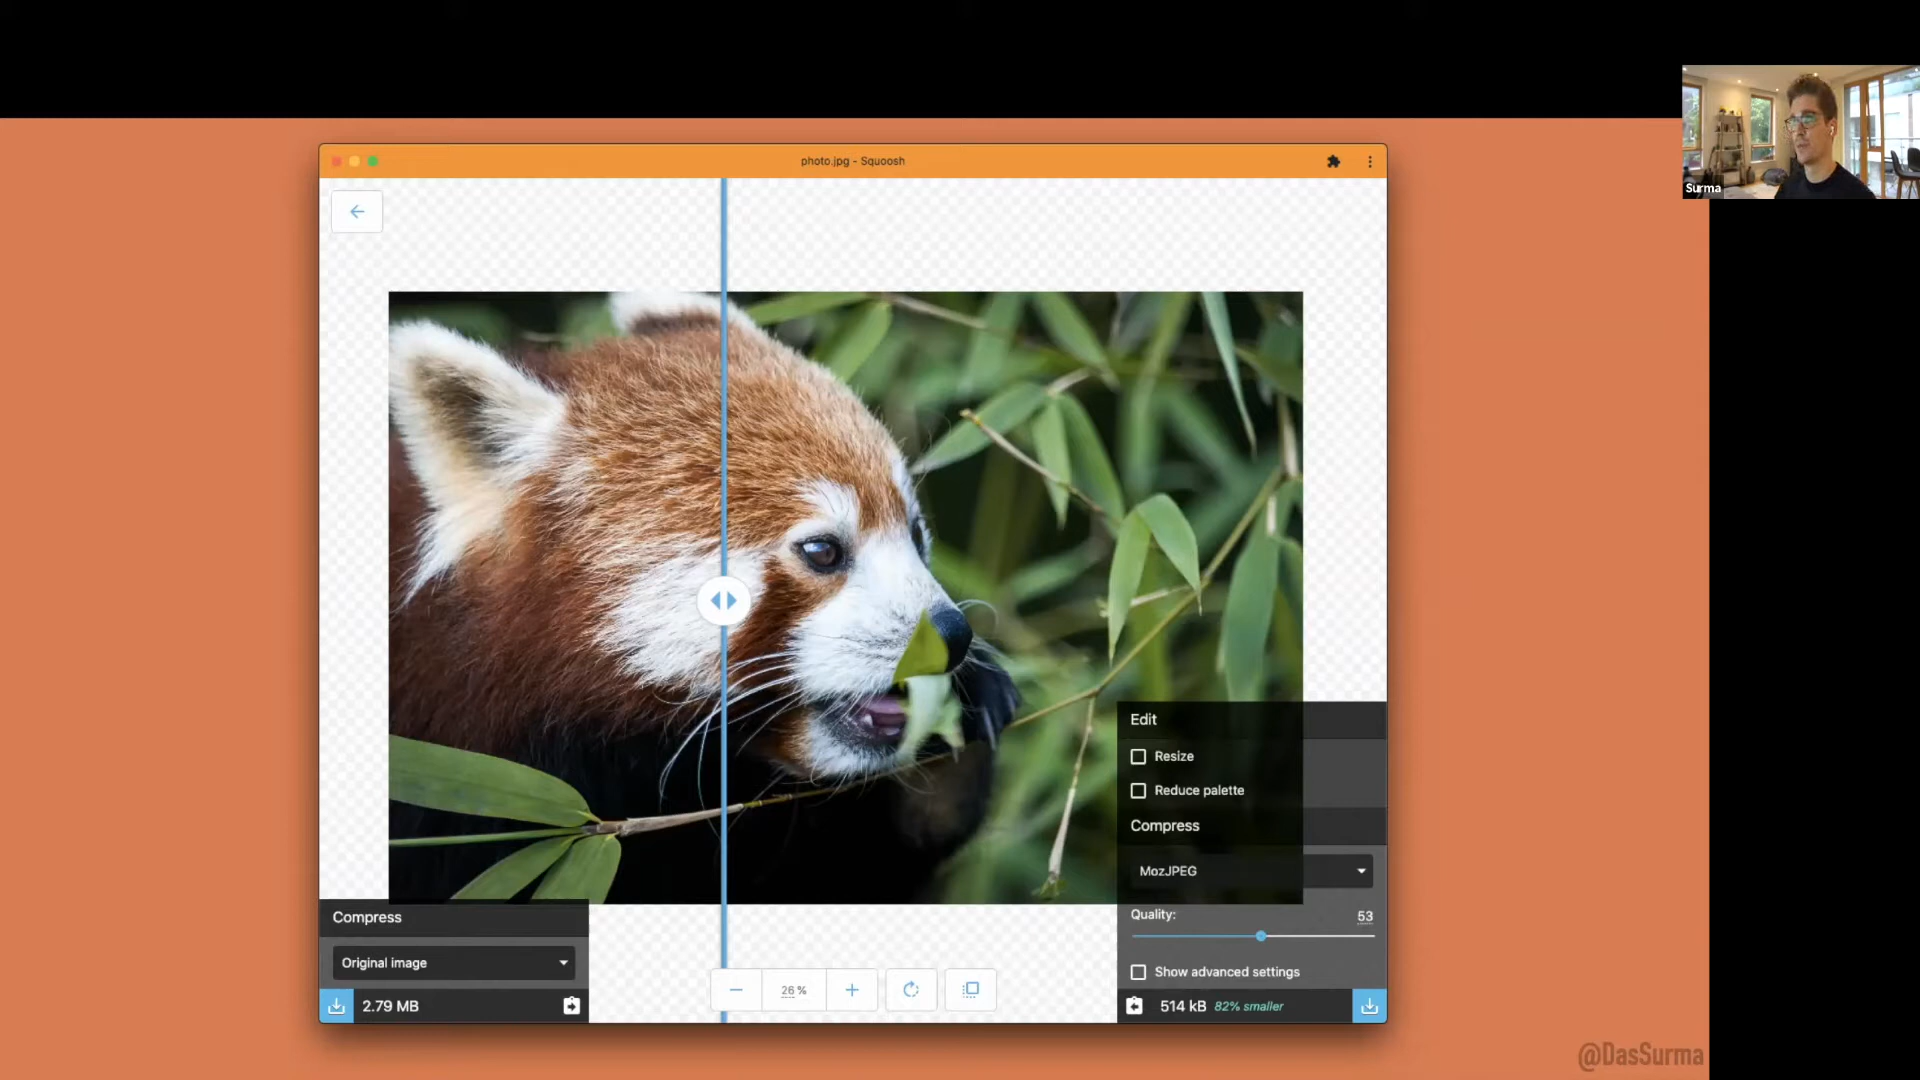 Surma
photo.jpg - Squoosh
Edit
Resize
Reduce palette
Compress
MozJPEG
Quality: 53
Show advanced settings
514 kB 82% smaller
Compress
Original image
2.79 MB
26 %
@DasSurma